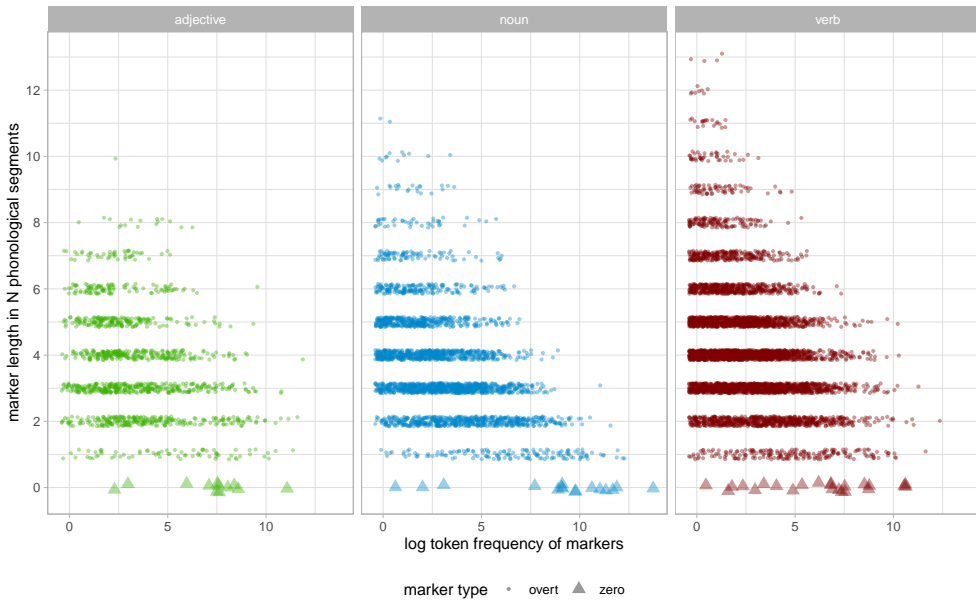 adjective noun verb
marker length in N phonological segments
12
10
8
6
4
2
0
0 5 10 0 5 10 0 5 10
log token frequency of markers
marker type overt zero